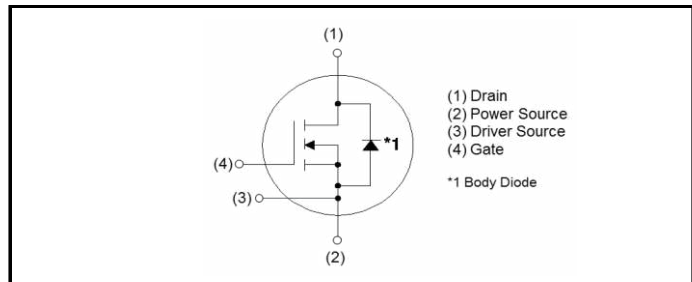 (1)
(1) Drain
(2) Power Source
(3) Driver Source
(4) Gate
*1
(4)
*1 Body Diode
(3)
(2)